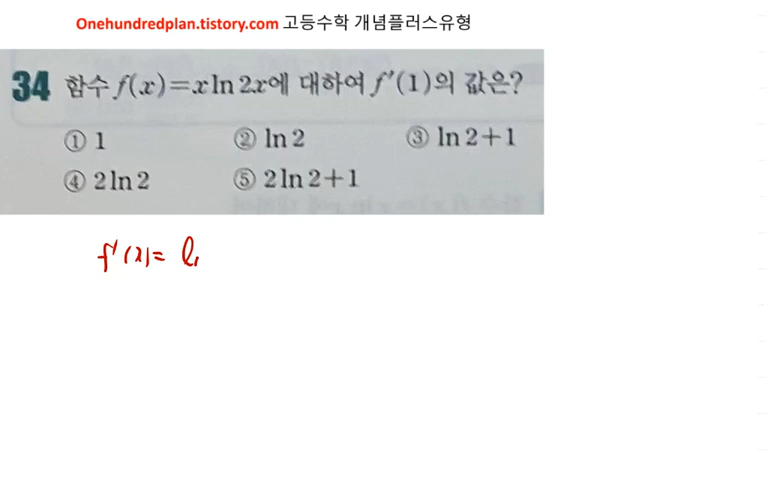 Onehundredplan.tistory.com 고등수학 개념플러스유형
34 함수 f(x)=x ln 2x에 대하여 f'(1)의 값은?
① 1 ② ln 2 ③ ln 2+1
④ 2 ln 2 ⑤ 2 ln 2+1
f'(x)= l